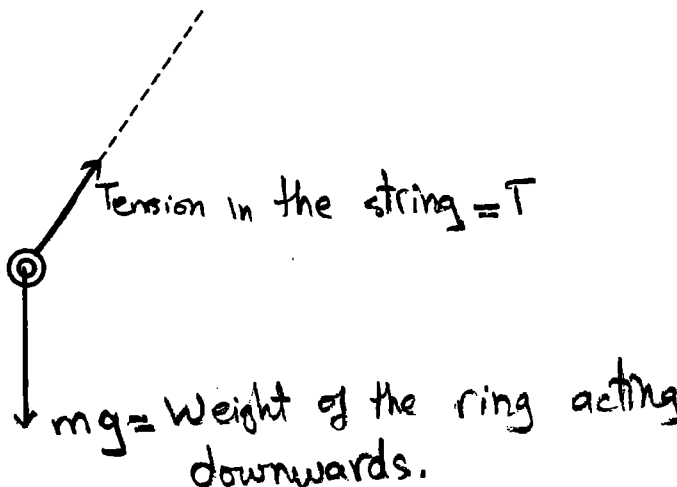 Tension in the string = T
mg = Weight of the ring acting
downwards.